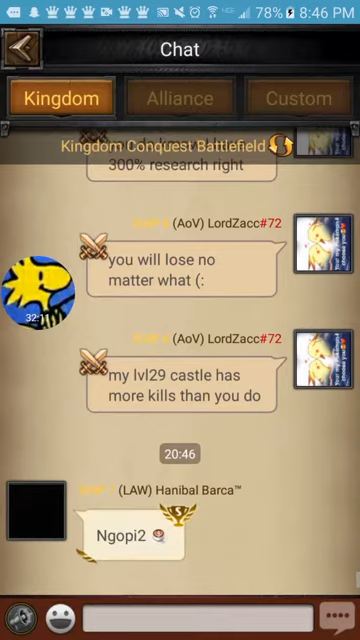 78% 8:46 PM
Chat
Kingdom Alliance Custom
Kingdom Conquest Battlefield
300% research right
(AoV) LordZacc#72
you will lose no
matter what (:
(AoV) LordZacc#72
my lvl29 castle has
more kills than you do
20:46
(LAW) Hanibal Barca™
Ngopi2